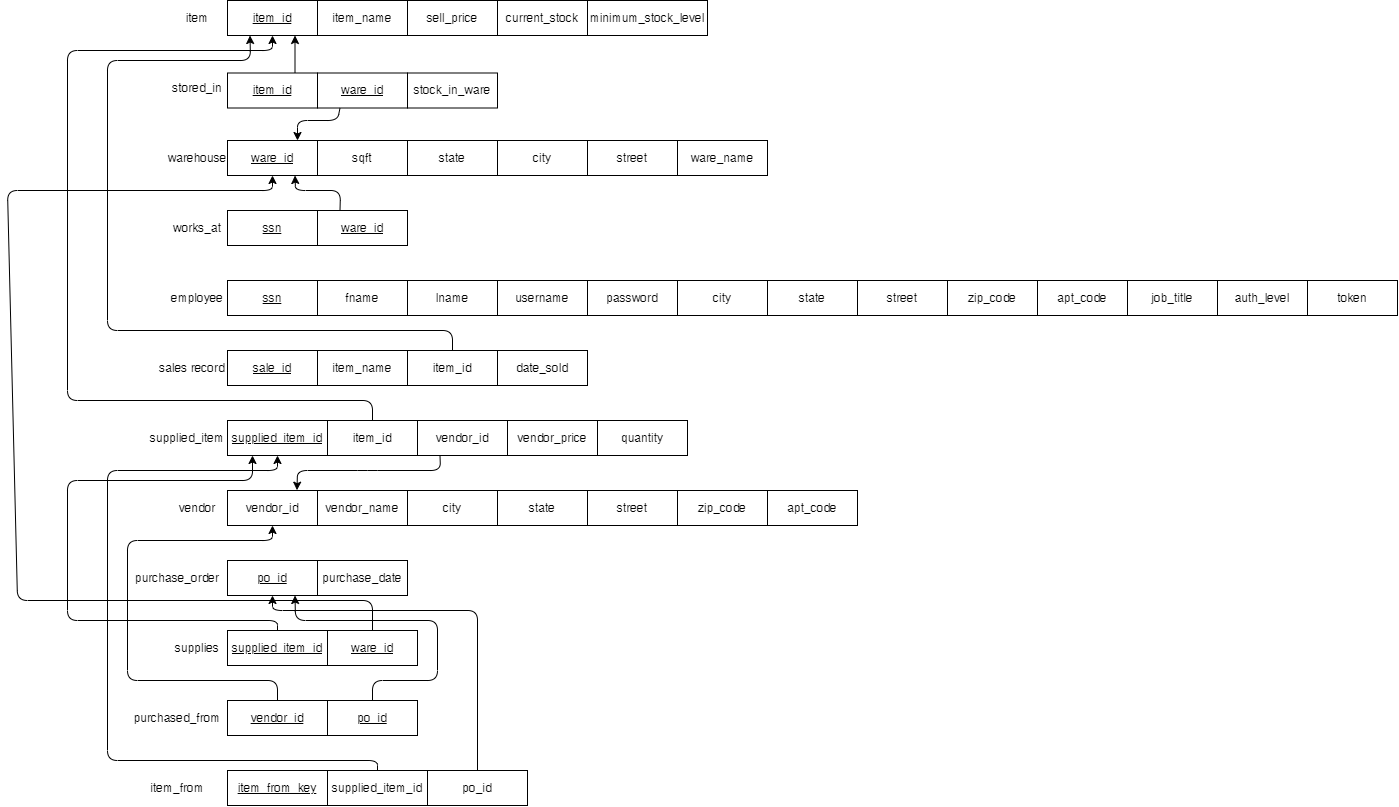 item item_id item_name sell_price current_stock minimum_stock_level
stored_in item_id ware_id stock_in_ware
warehouse ware_id sqft state city street ware_name
works_at ssn ware_id
employee ssn fname lname username password city state street zip_code apt_code job_title auth_level token
sales record sale_id item_name item_id date_sold
supplied_item supplied_item_id item_id vendor_id vendor_price quantity
vendor vendor_id vendor_name city state street zip_code apt_code
purchase_order po_id purchase_date
supplies supplied_item_id ware_id
purchased_from vendor_id po_id
item_from item_from_key supplied_item_id po_id